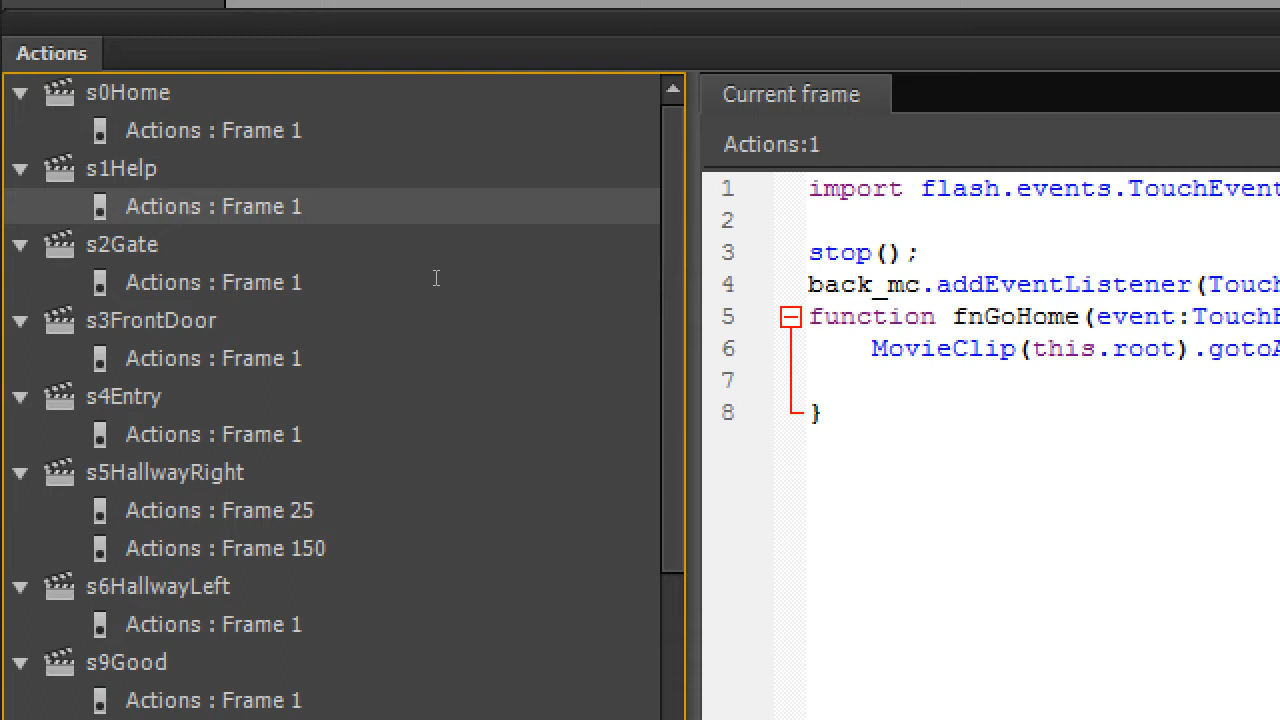 Actions
s0Home
Actions : Frame 1
s1Help
Actions : Frame 1
s2Gate
Actions : Frame 1
s3FrontDoor
Actions : Frame 1
s4Entry
Actions : Frame 1
s5HallwayRight
Actions : Frame 25
Actions : Frame 150
s6HallwayLeft
Actions : Frame 1
s9Good
Actions : Frame 1
Current frame
Actions:1
1 import flash.events.TouchEvent
2
3 stop();
4 back_mc.addEventListener(Touch
5 function fnGoHome(event:TouchE
6 MovieClip(this.root).gotoA
7
8 }